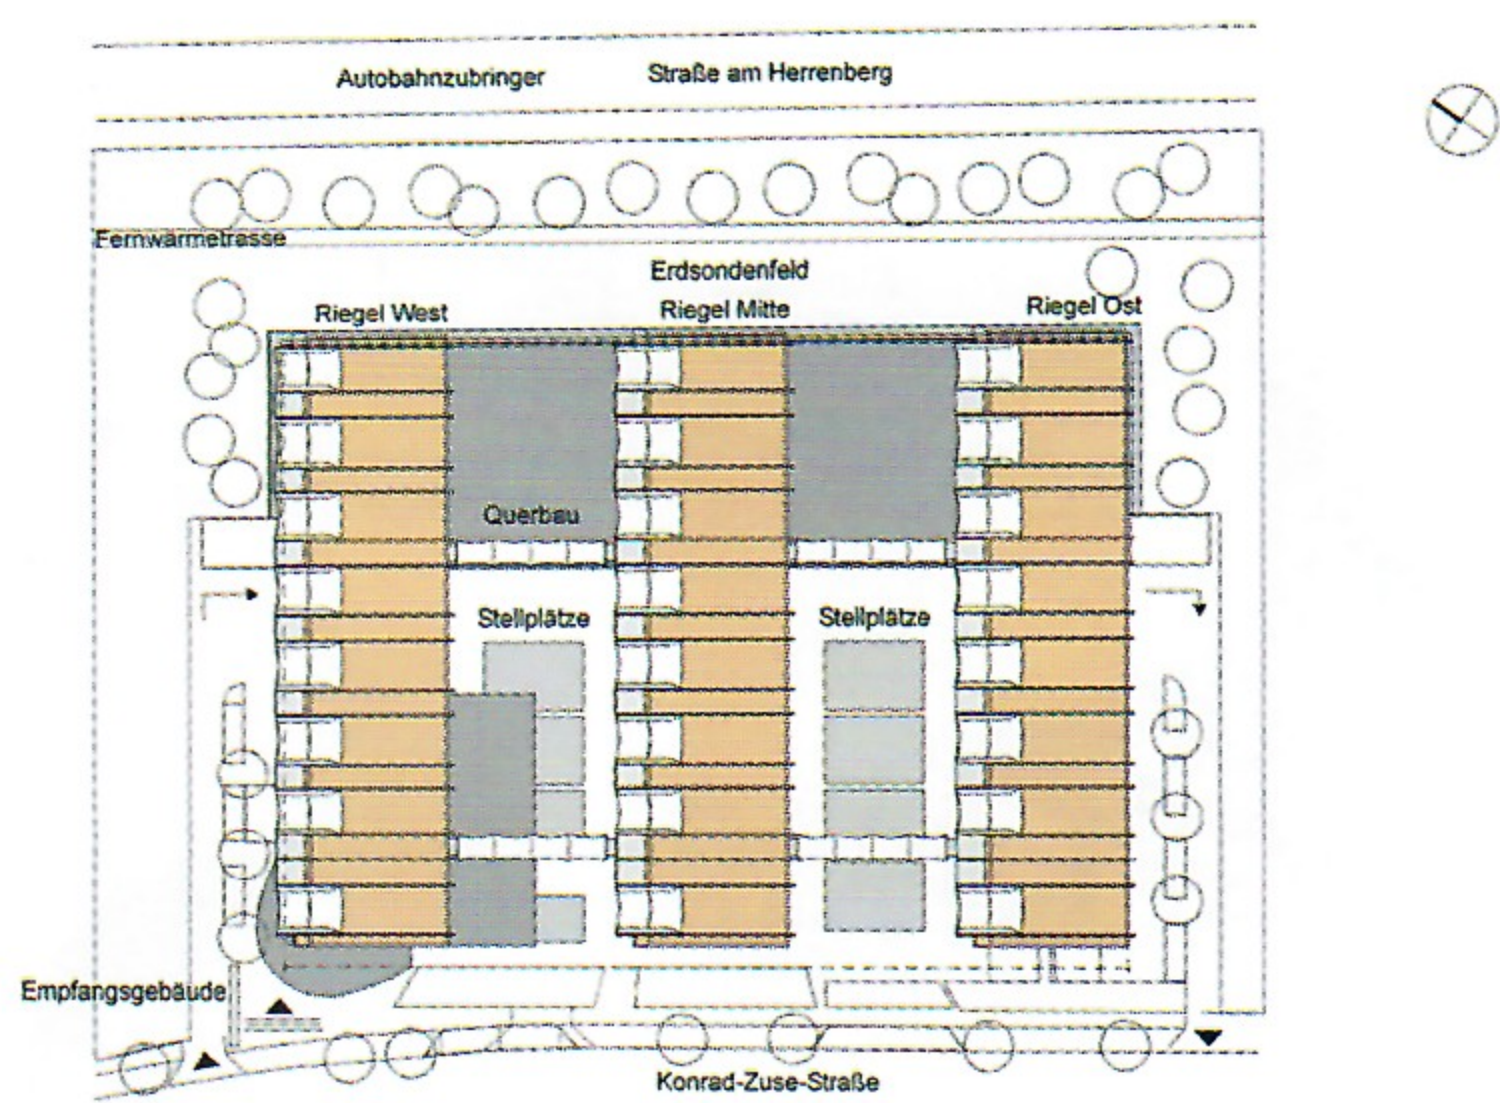 Autobahnzubringer Straße am Herrenberg
Fernwärmetrasse
Erdsondenfeld
Riegel West Riegel Mitte Riegel Ost
Querbau
Stellplätze Stellplätze
Empfangsgebäude
Konrad-Zuse-Straße